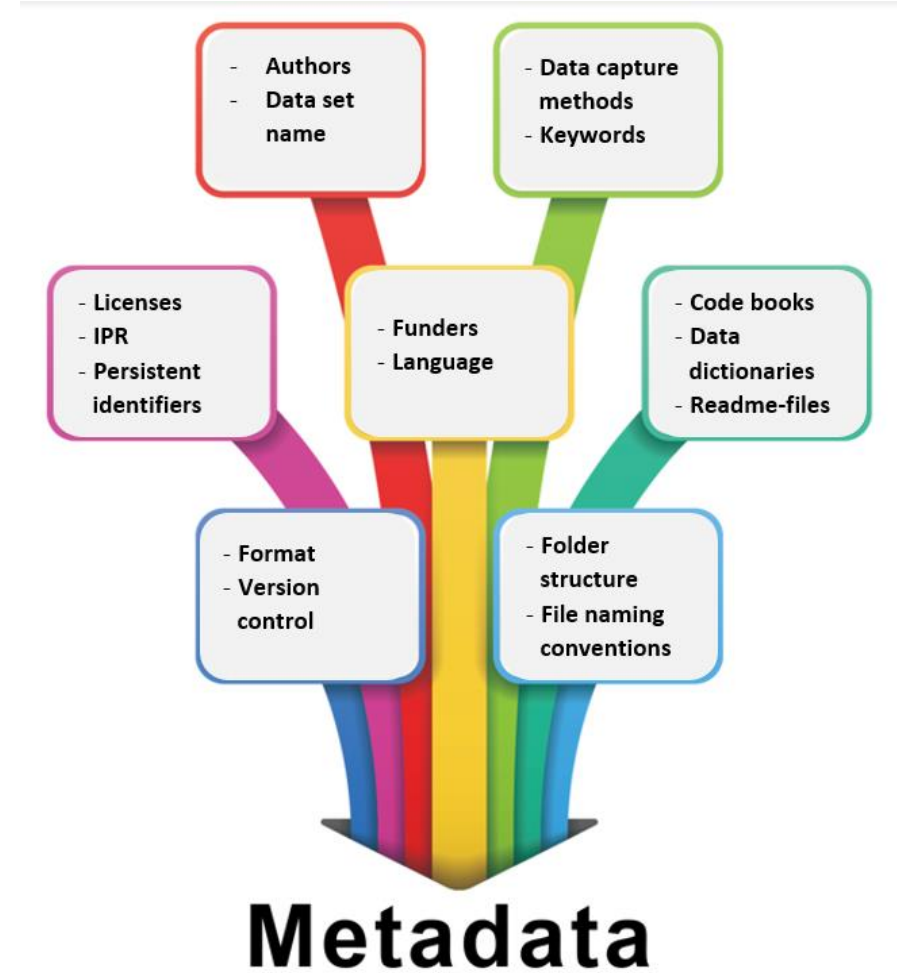 - Authors
- Data set
name
- Data capture
methods
- Keywords
- Licenses
- IPR
- Persistent
identifiers
- Funders
- Language
- Code books
- Data
dictionaries
- Readme-files
- Format
- Version
control
- Folder
structure
- File naming
conventions
Metadata